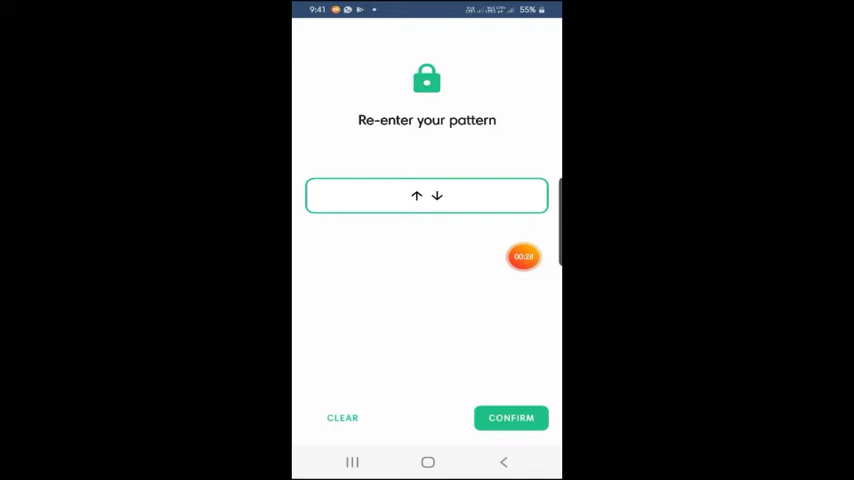 9:41 55%
Re-enter your pattern
↑ ↓
00:28
CLEAR CONFIRM